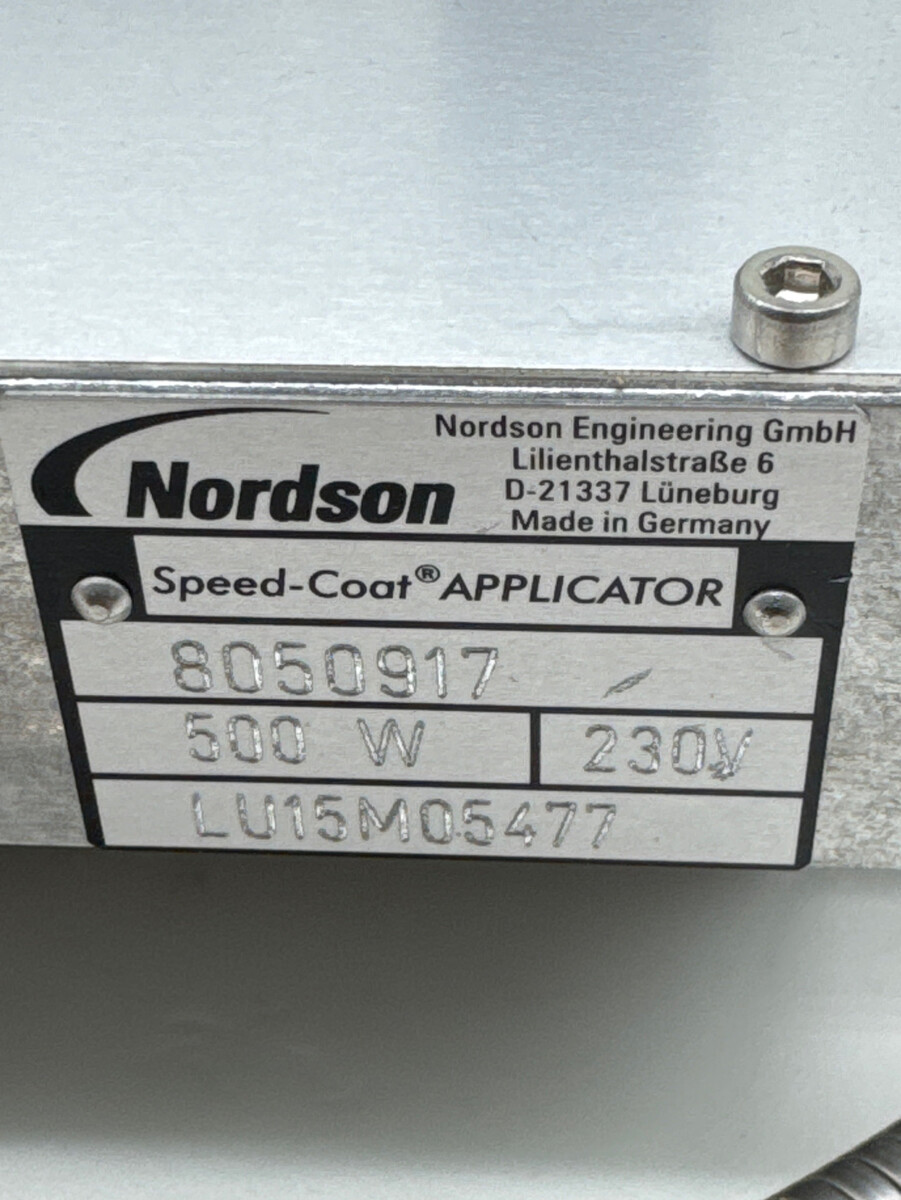 Nordson
Nordson Engineering GmbH
Lilienthalstraße 6
D-21337 Lüneburg
Made in Germany
Speed-Coat® APPLICATOR
8050917
500 W
230V
LU15M05477